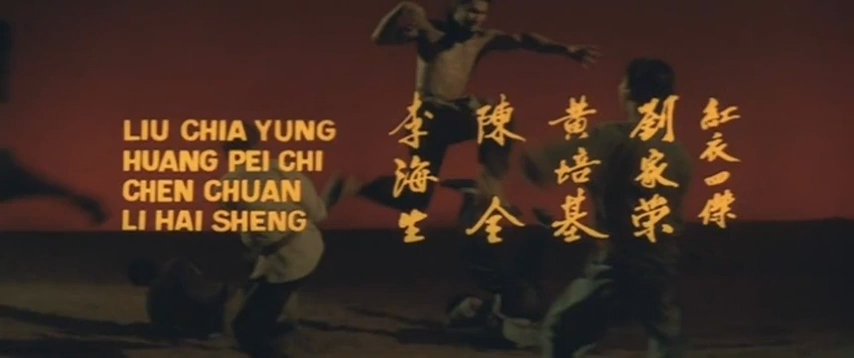 LIU CHIA YUNG
HUANG PEI CHI
CHEN CHUAN
LI HAI SHENG
紅衣四傑
劉家榮
黃培基
陳全
李海生